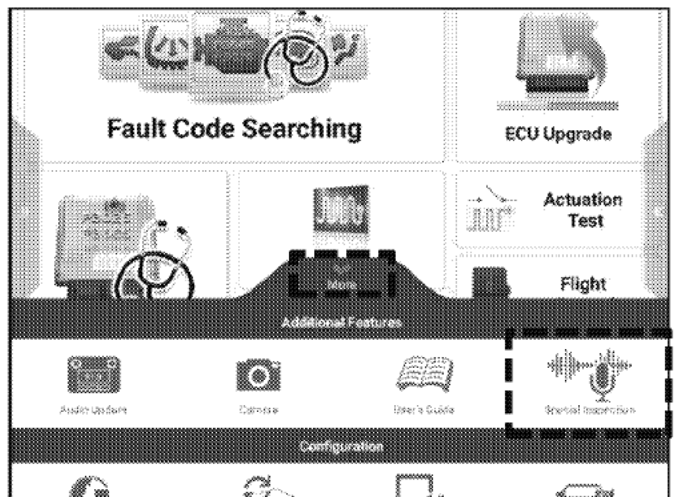 Fault Code Searching
ECU Upgrade
Actuation
Test
Flight
More
Additional Features
Audio Update
Camera
User's Guide
Special Inspection
Configuration